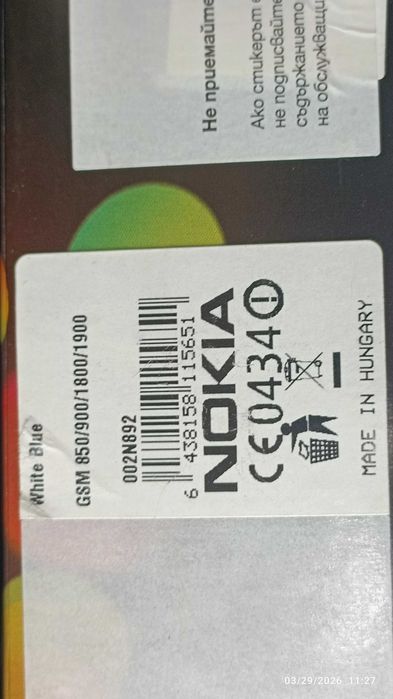 White Blue
GSM 850/900/1800/1900
002N892
6 438158 115651
NOKIA
CE0434
MADE IN HUNGARY
Не приемайте
Ако стикерът
не подписвайте
съдържанието
на обслужващи
03/29/2026 11:27